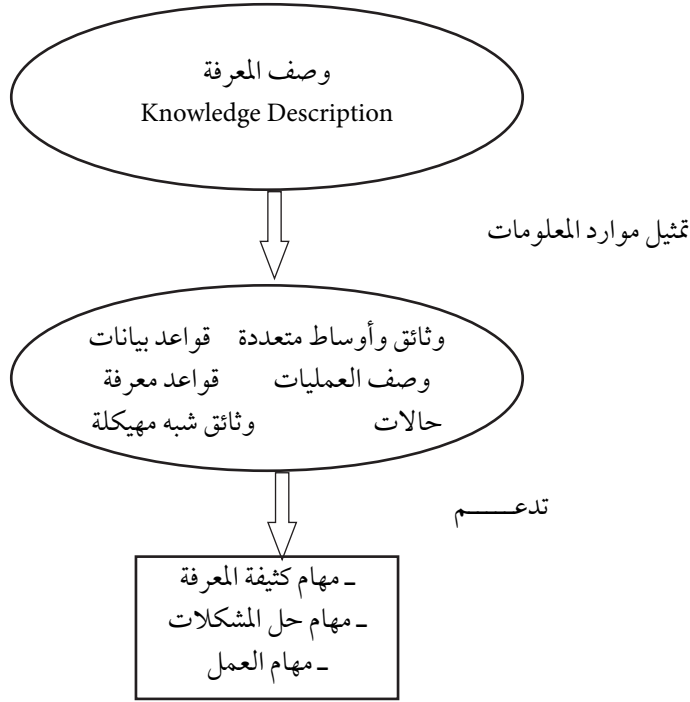 وصف المعرفة
Knowledge Description
تمثيل موارد المعلومات
وثائق وأوساط متعددة قواعد بيانات
وصف العمليات قواعد معرفة
حالات وثائق شبه مهيكلة
تدعــــــم
ـ مهام كثيفة المعرفة
ـ مهام حل المشكلات
ـ مهام العمل